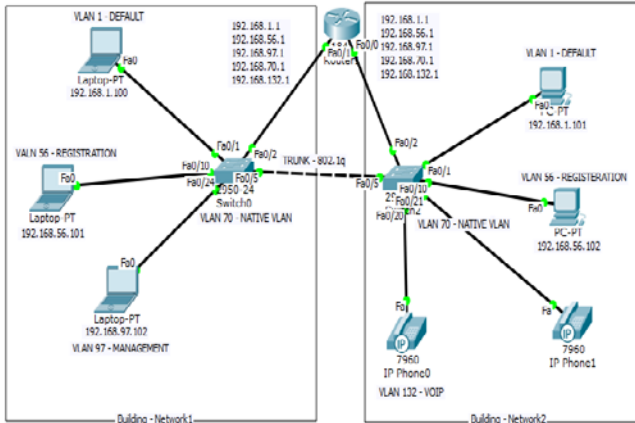 VLAN 1 - DEFAULT
Fa0
Laptop-PT
192.168.1.100
VALN 56 - REGISTRATION
Fa0
Laptop-PT
192.168.56.101
Fa0
Laptop-PT
192.168.97.102
VLAN 97 - MANAGEMENT
Fa0/1
Fa0/2
Fa0/10
Fa0/24
Fa0/5
2950-24
Switch0
VLAN 70 - NATIVE VLAN
Building - Network1
192.168.1.1
192.168.56.1
192.168.97.1
192.168.70.1
192.168.132.1
Fa0/1
Fa0/0
TRUNK - 802.1q
192.168.1.1
192.168.56.1
192.168.97.1
192.168.70.1
192.168.132.1
Fa0/2
Fa0/1
Fa0/5
Fa0/10
Fa0/21
Fa0/20
VLAN 70 - NATIVE VLAN
VLAN 1 - DEFAULT
Fa0
PC-PT
192.168.1.101
VLAN 56 - REGISTERATION
Fa0
PC-PT
192.168.56.102
Fa
7960
IP Phone1
Fa
IP
7960
IP Phone0
IP
VLAN 132 - VOIP
Building - Network2